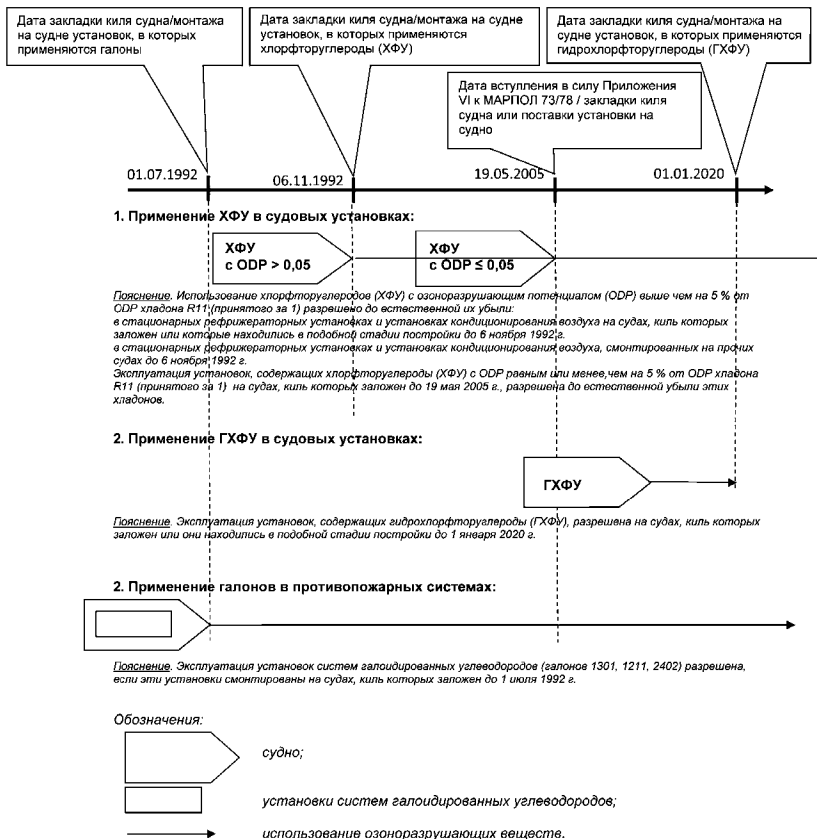 Дата закладки киля судна/монтажа
на судне установок, в которых
применяются галоны
Дата закладки киля судна/монтажа на судне
установок, в которых применяются
хлорфторуглероды (ХФУ)
Дата закладки киля судна/монтажа на
судне установок, в которых применяются
гидрохлорфторуглероды (ГХФУ)
Дата вступления в силу Приложения
VI к МАРПОЛ 73/78 / закладки киля
судна или поставки установки на
судно
01.07.1992
06.11.1992
19.05.2005
01.01.2020
1. Применение ХФУ в судовых установках:
ХФУ
с ODP > 0,05
ХФУ
с ODP ≤ 0,05
Пояснение. Использование хлорфторуглеродов (ХФУ) с озоноразрушающим потенциалом (ODP) выше чем на 5 % от
ODP хладона R11 (принятого за 1) разрешено до естественной их убыли:
в стационарных рефрижераторных установках и установках кондиционирования воздуха на судах, киль которых
заложен или которые находились в подобной стадии постройки до 6 ноября 1992 г.
в стационарных рефрижераторных установках и установках кондиционирования воздуха, смонтированных на прочих
судах до 6 ноября 1992 г.
Эксплуатация установок, содержащих хлорфторуглероды (ХФУ) с ODP равным или менее,чем на 5 % от ODP хладона
R11 (принятого за 1) на судах, киль которых заложен до 19 мая 2005 г., разрешена до естественной убыли этих
хладонов.
2. Применение ГХФУ в судовых установках:
ГХФУ
Пояснение. Эксплуатация установок, содержащих гидрохлорфторуглероды (ГХФУ), разрешена на судах, киль которых
заложен или они находились в подобной стадии постройки до 1 января 2020 г.
2. Применение галонов в противопожарных системах:
Пояснение. Эксплуатация установок систем галоидированных углеводородов (галонов 1301, 1211, 2402) разрешена,
если эти установки смонтированы на судах, киль которых заложен до 1 июля 1992 г.
Обозначения:
судно;
установки систем галоидированных углеводородов;
использование озоноразрушающих веществ.